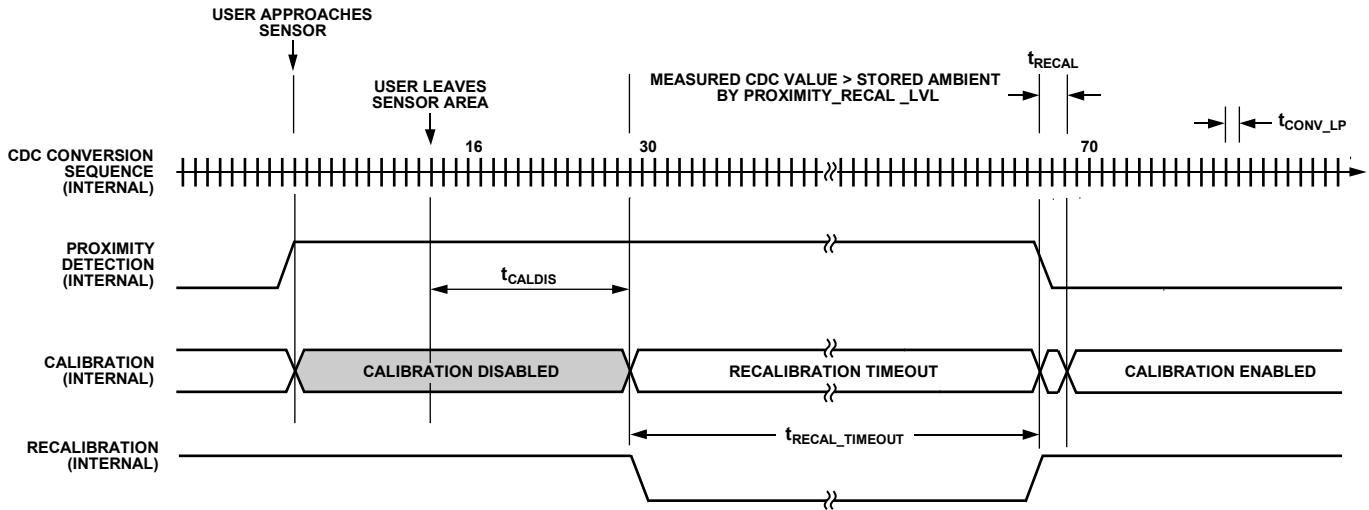 USER APPROACHES
SENSOR
USER LEAVES
SENSOR AREA
MEASURED CDC VALUE > STORED AMBIENT
BY PROXIMITY_RECAL _LVL
tRECAL
tCONV_LP
CDC CONVERSION
SEQUENCE
(INTERNAL)
16
30
70
PROXIMITY
DETECTION
(INTERNAL)
tCALDIS
CALIBRATION
(INTERNAL)
CALIBRATION DISABLED
RECALIBRATION TIMEOUT
CALIBRATION ENABLED
RECALIBRATION
(INTERNAL)
tRECAL_TIMEOUT